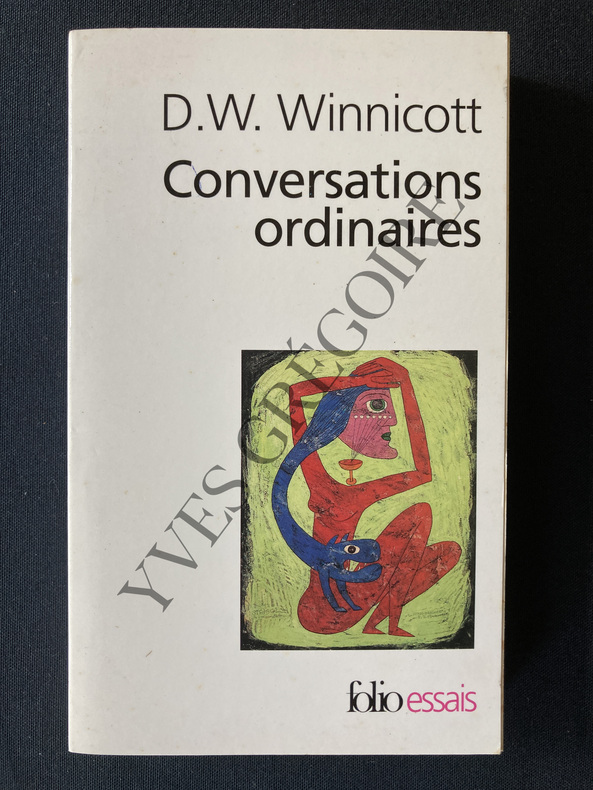 D.W. Winnicott
Conversations
ordinaires
YVES GRÉGOIRE
folio essais